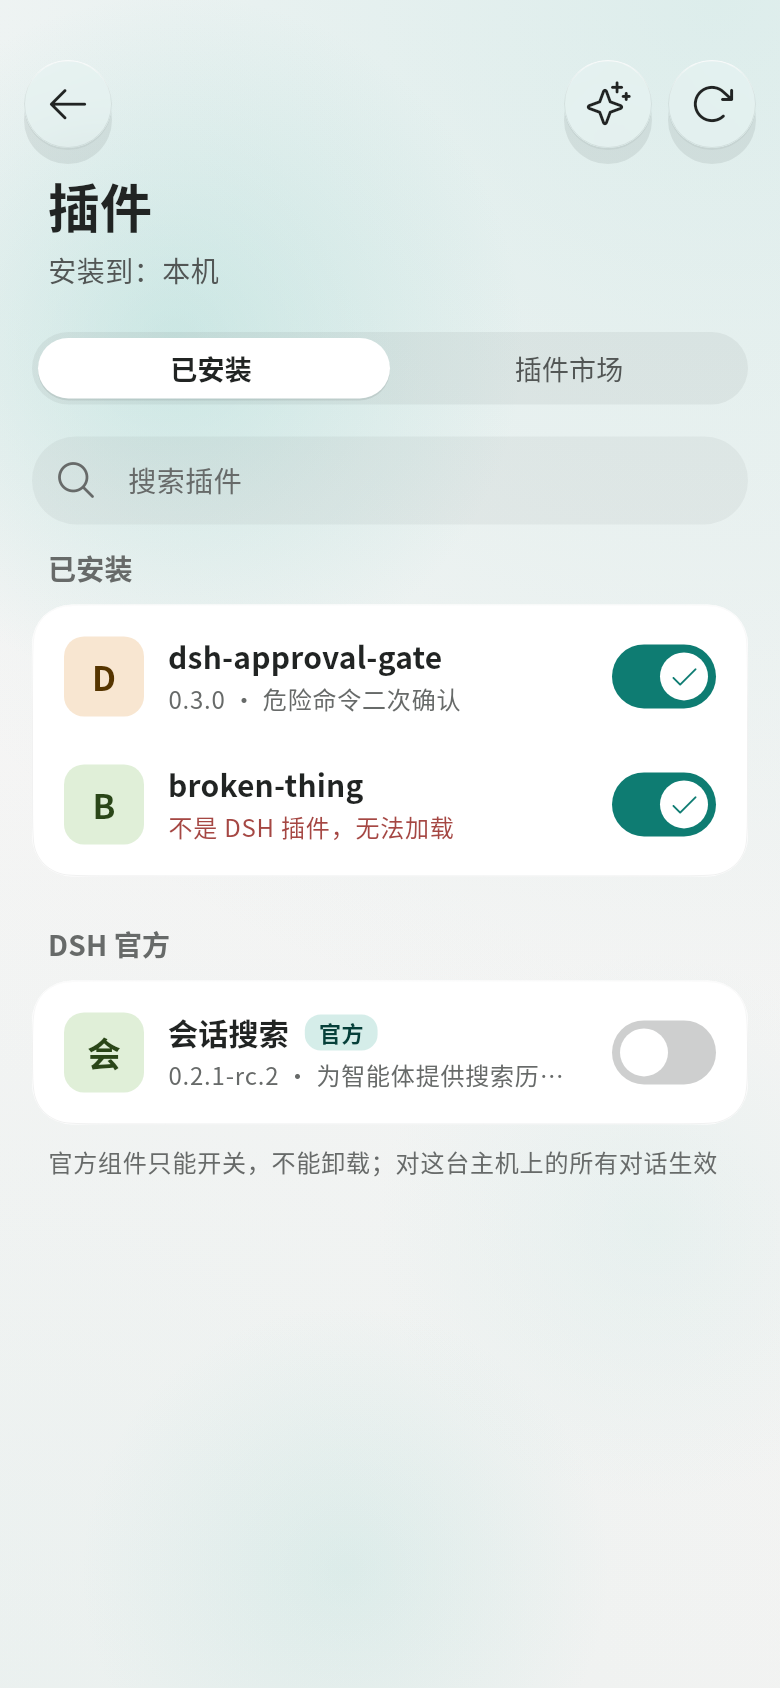 插件
安装到：本机
已安装
插件市场
搜索插件
已安装
D
dsh-approval-gate
0.3.0 · 危险命令二次确认
B
broken-thing
不是 DSH 插件，无法加载
DSH 官方
会
会话搜索 官方
0.2.1-rc.2 · 为智能体提供搜索历…
官方组件只能开关，不能卸载；对这台主机上的所有对话生效